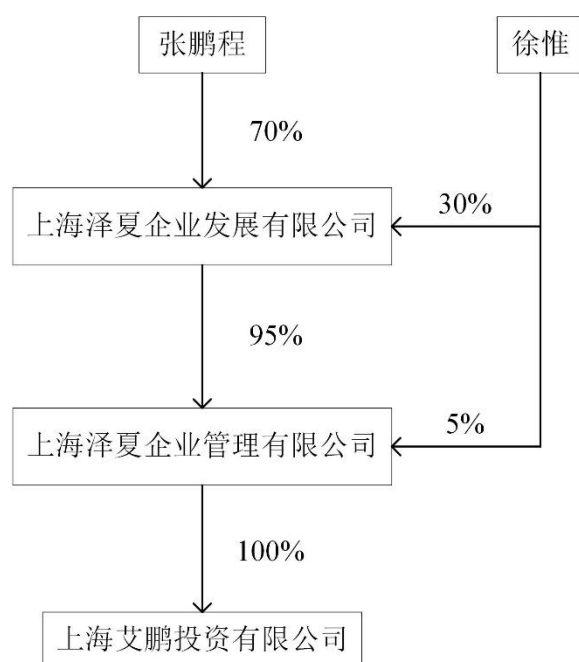 张鹏程
徐惟
70%
上海泽夏企业发展有限公司
30%
95%
上海泽夏企业管理有限公司
5%
100%
上海艾鹏投资有限公司